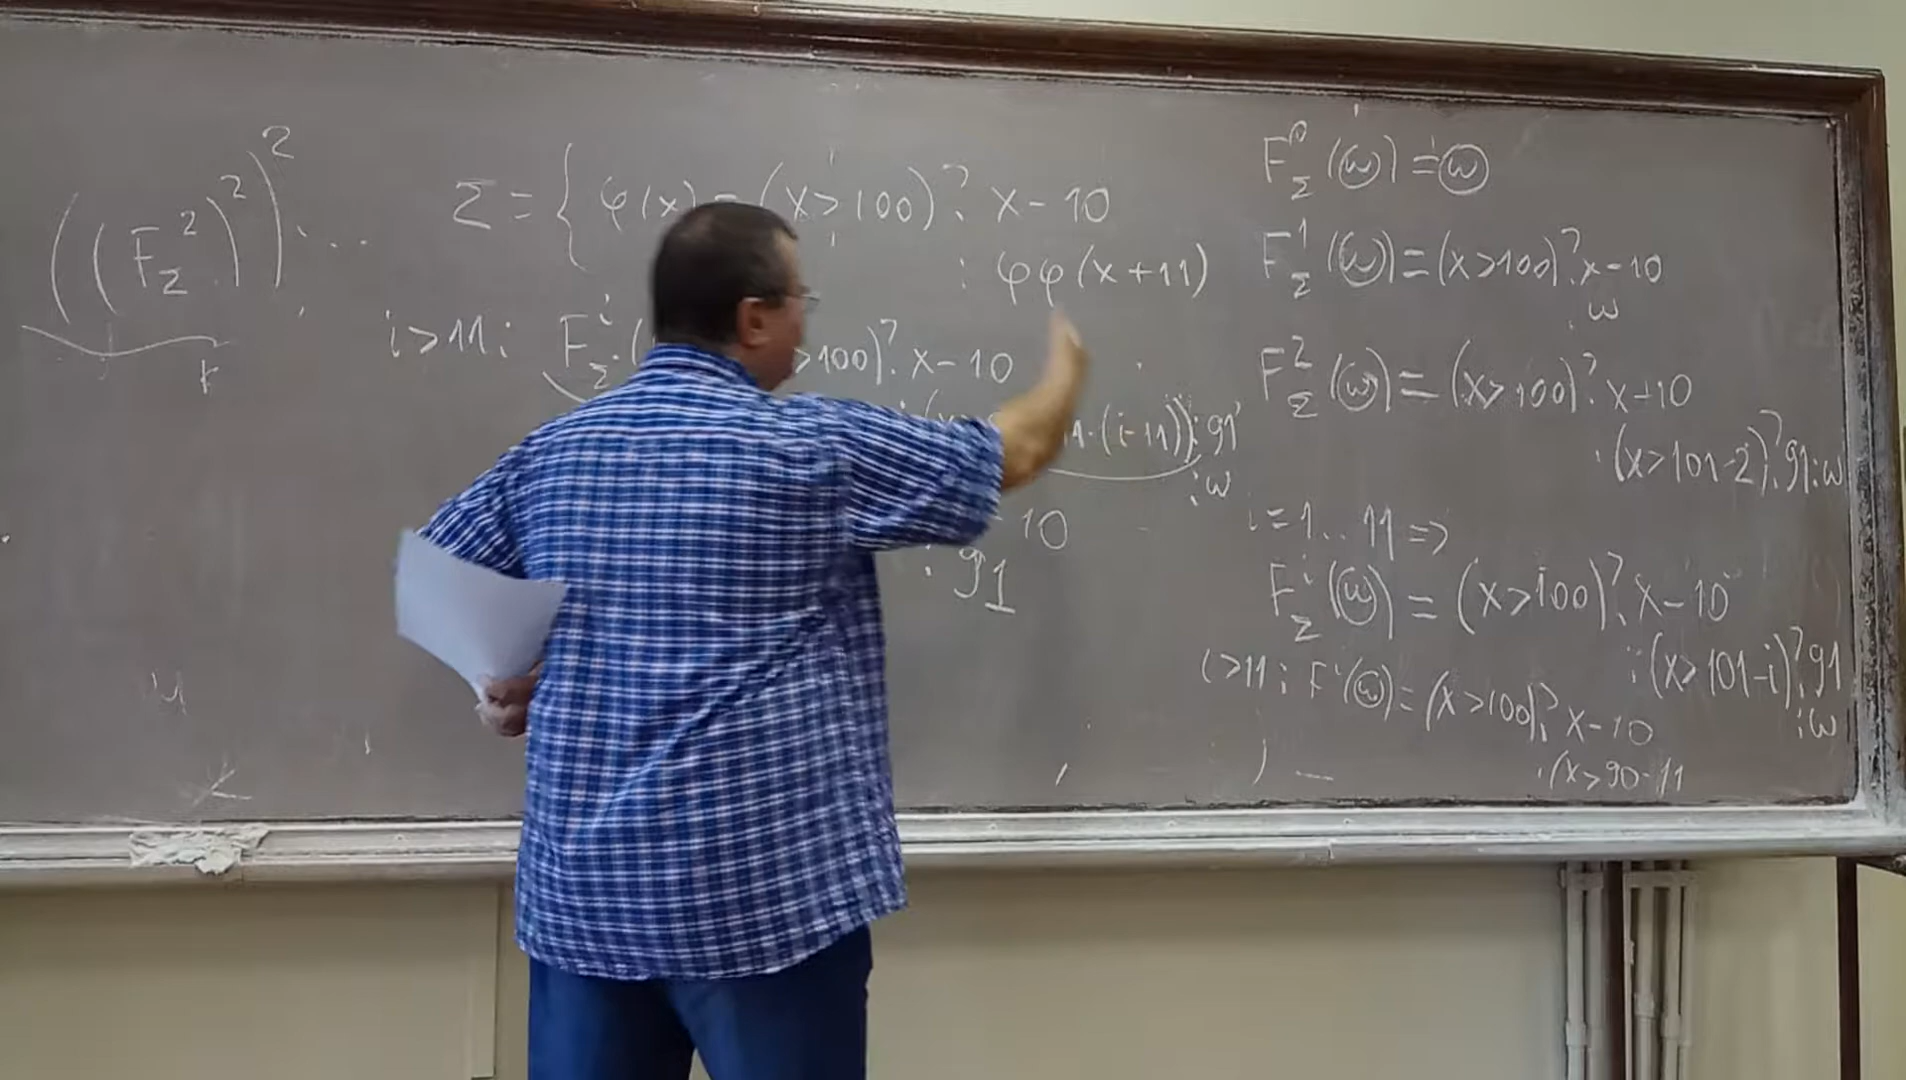 ((F_Σ^2)^2)^2 ...
Σ = { φ(x) = (x>100)? x-10
: φφ(x+11)
i>11: F_Σ^i (
>100)? x-10
·(i-11)): 91
: ω
- 10
: 91
F_Σ^0 (ω) = ω
F_Σ^1 (ω) = (x>100)? x-10
: ω
F_Σ^2 (ω) = (x>100)? x-10
: (x>101-2)? 91: ω
i=1..11 =>
F_Σ^i (ω) = (x>100)? x-10
: (x>101-i)? 91
: ω
i>11: F^i (ω) = (x>100)? x-10
: (x>90-11